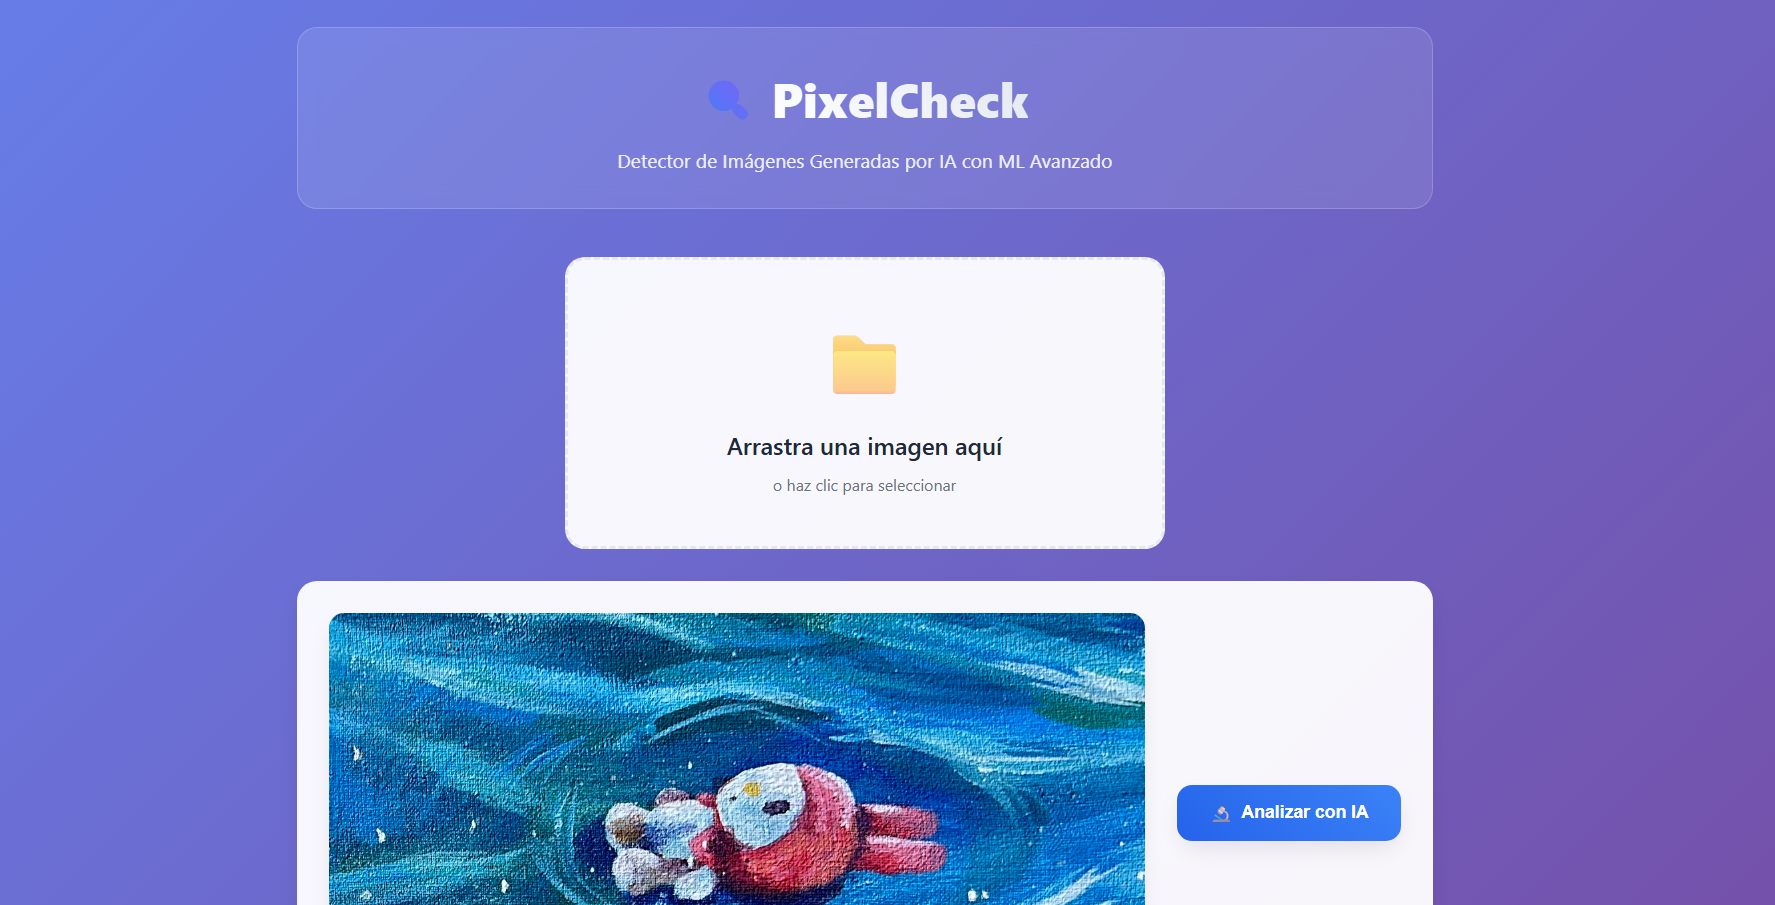 PixelCheck
Detector de Imágenes Generadas por IA con ML Avanzado
Arrastra una imagen aquí
o haz clic para seleccionar
Analizar con IA